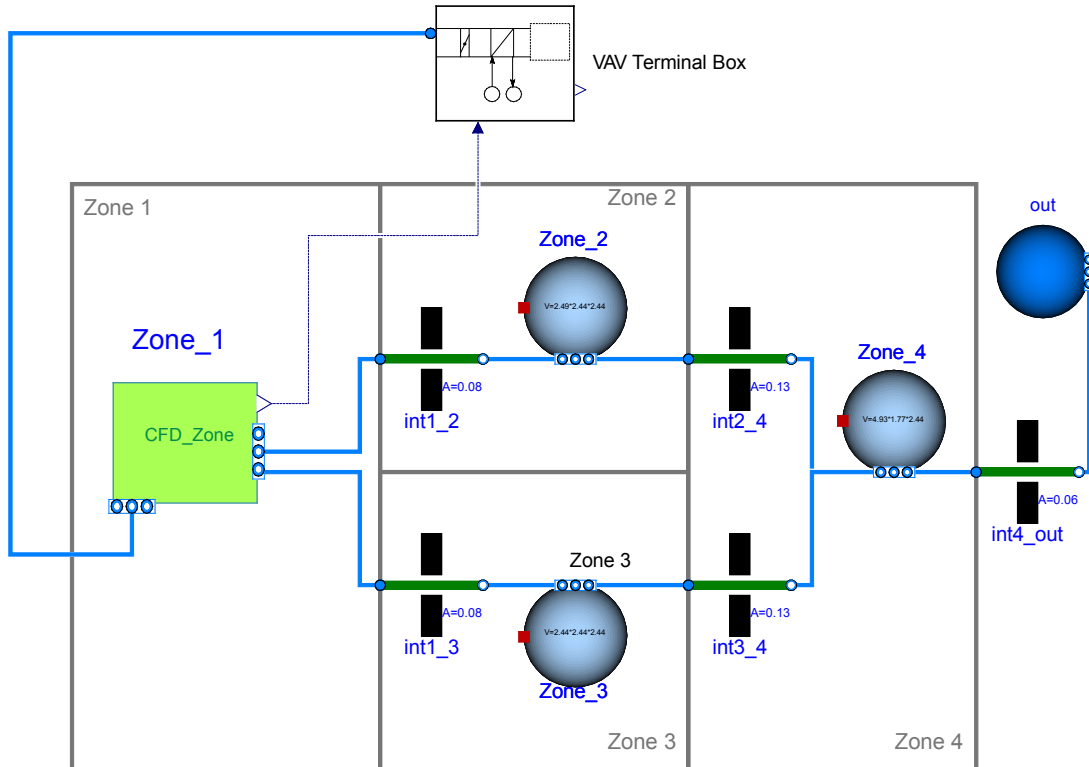 VAV Terminal Box
Zone 1
Zone 2
out
Zone_2
V=2.49*2.44*2.44
Zone_1
Zone_4
CFD_Zone
A=0.08
int1_2
A=0.13
int2_4
V=4.93*1.77*2.44
A=0.06
int4_out
Zone 3
A=0.08
int1_3
V=2.44*2.44*2.44
A=0.13
int3_4
Zone_3
Zone 3
Zone 4